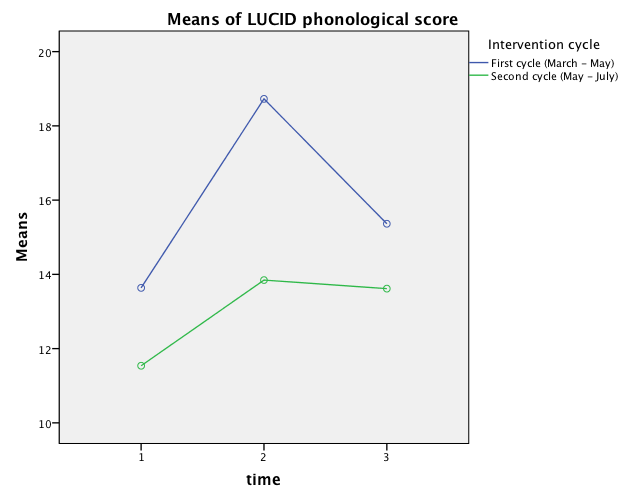 Means of LUCID phonological score
Intervention cycle
First cycle (March – May)
Second cycle (May – July)
Means
20
18
16
14
12
10
1
2
3
time